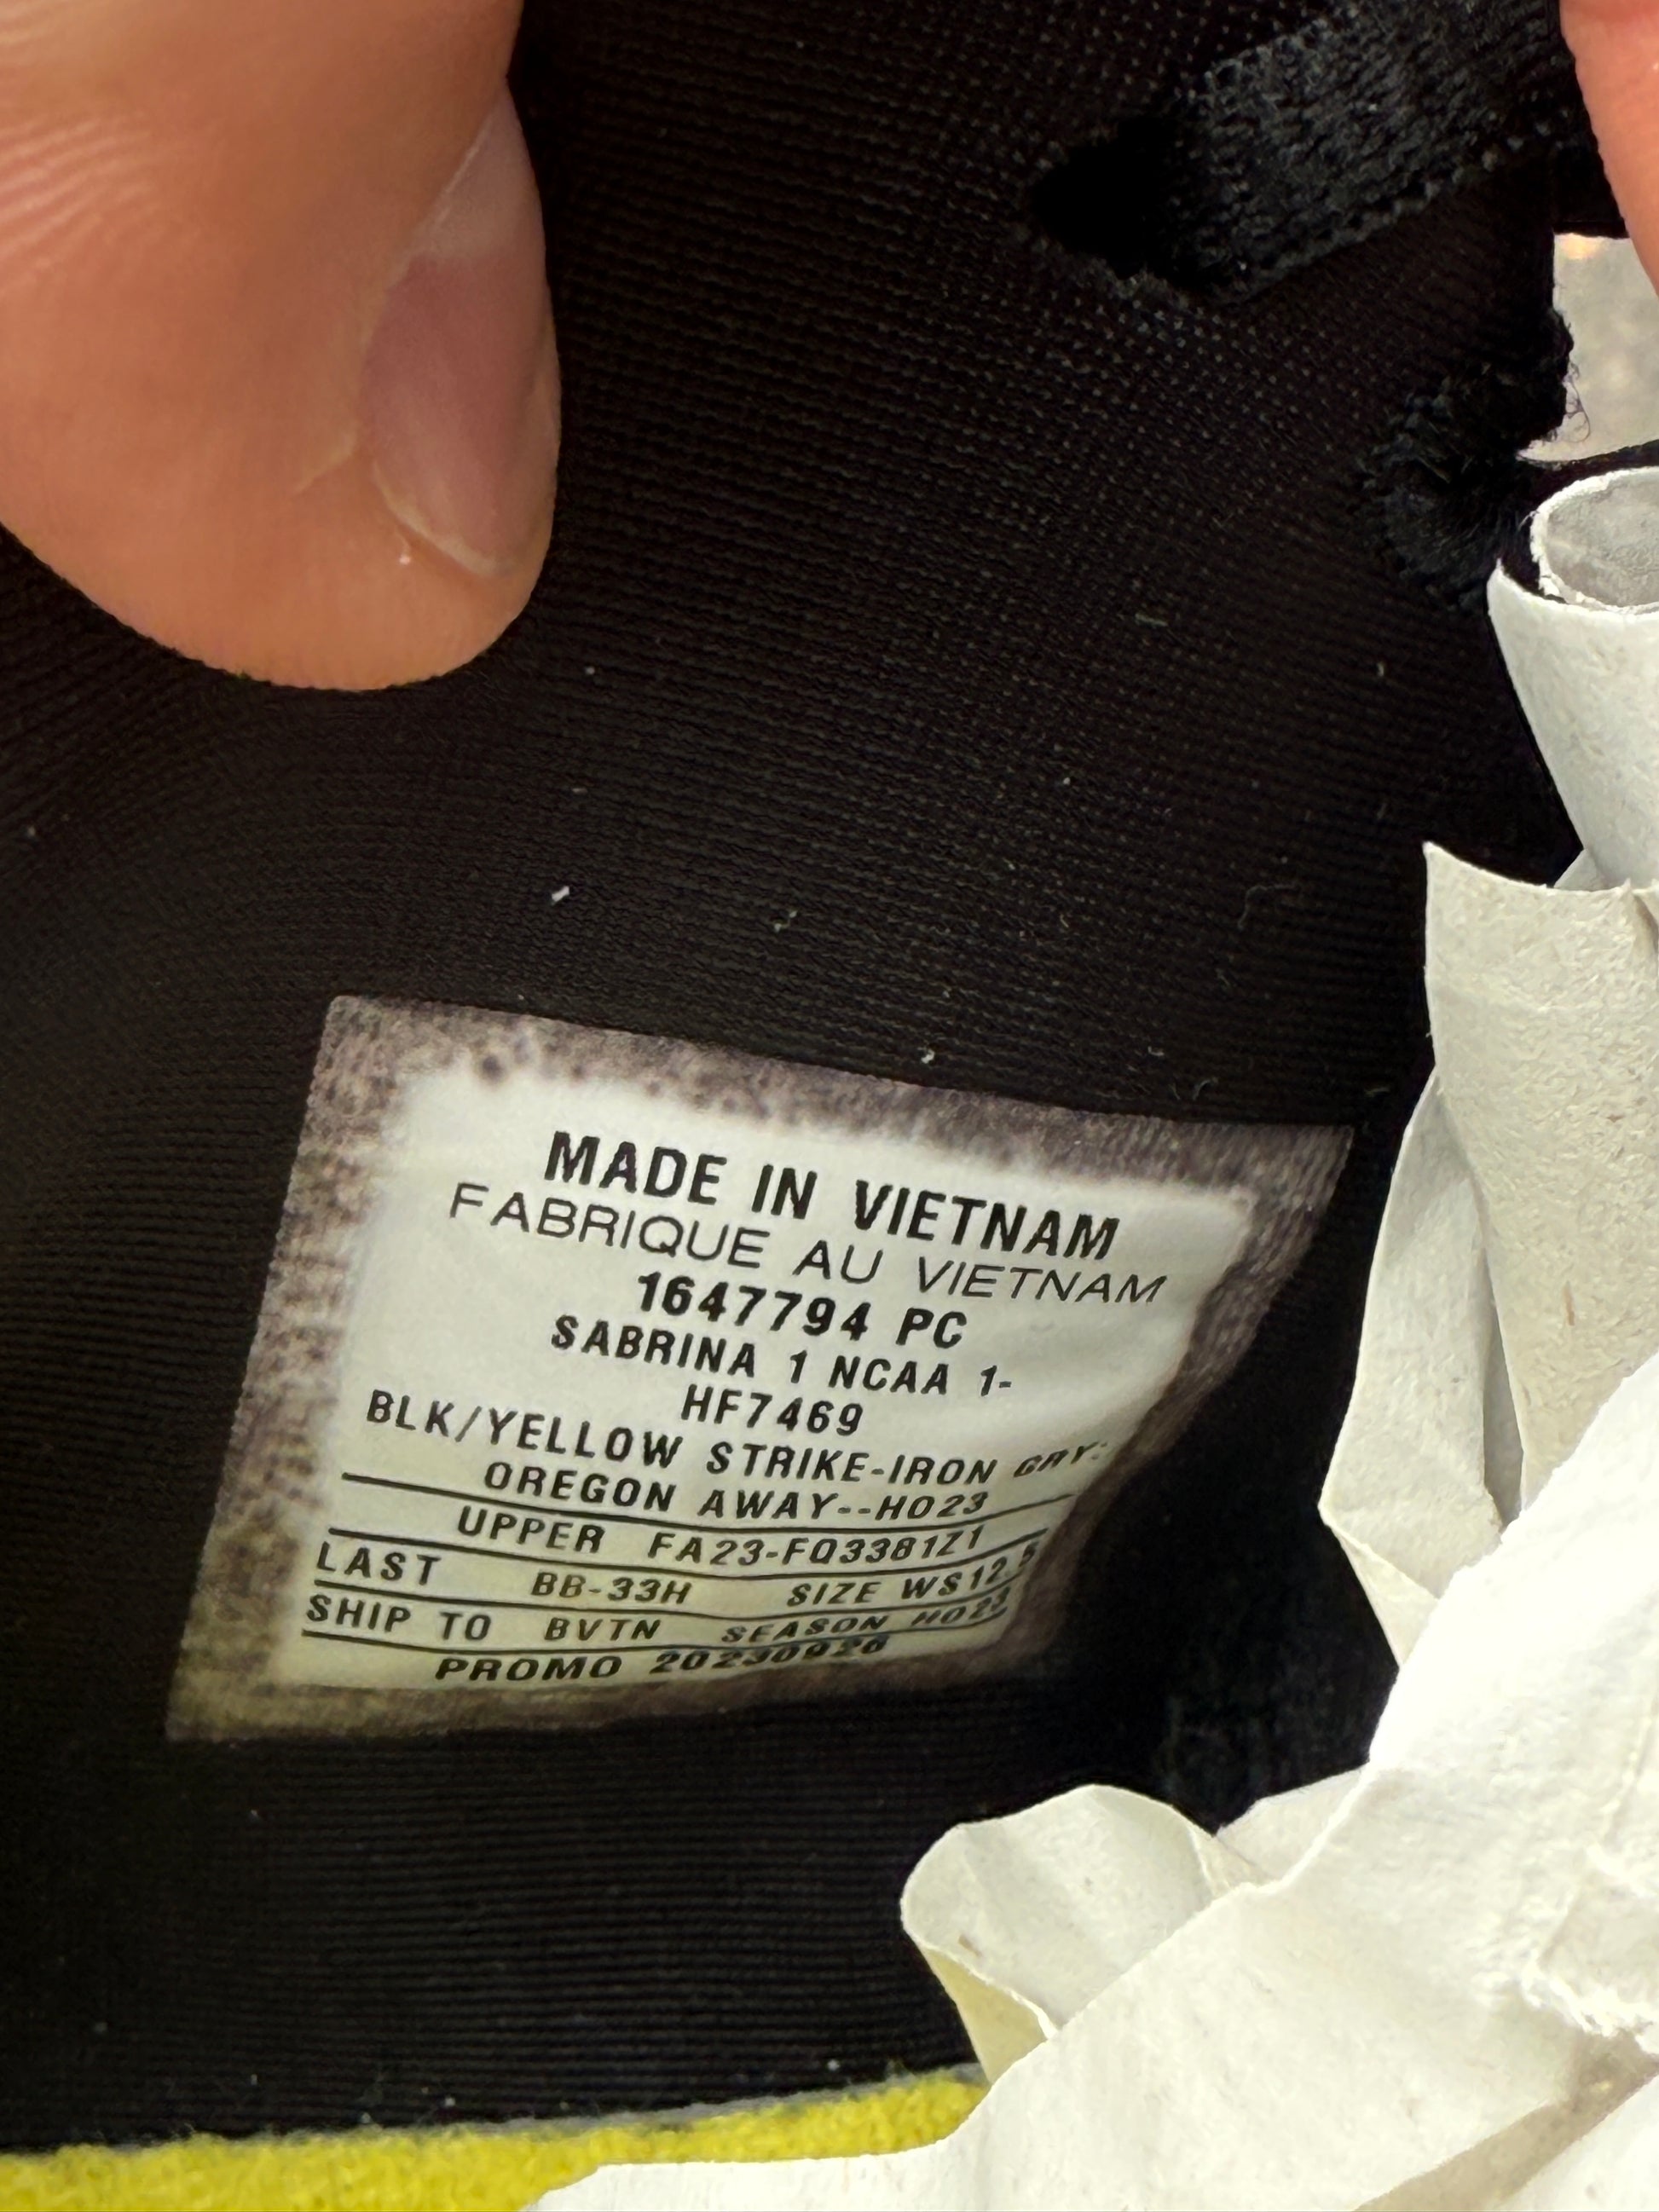 MADE IN VIETNAM
FABRIQUE AU VIETNAM
1647794 PC
SABRINA 1 NCAA 1-
HF7469
BLK/YELLOW STRIKE-IRON GRY:
OREGON AWAY--HO23
UPPER FA23-FQ3381Z1
LAST BB-33H SIZE WS12.5
SHIP TO BVTN SEASON HO23
PROMO 20230926